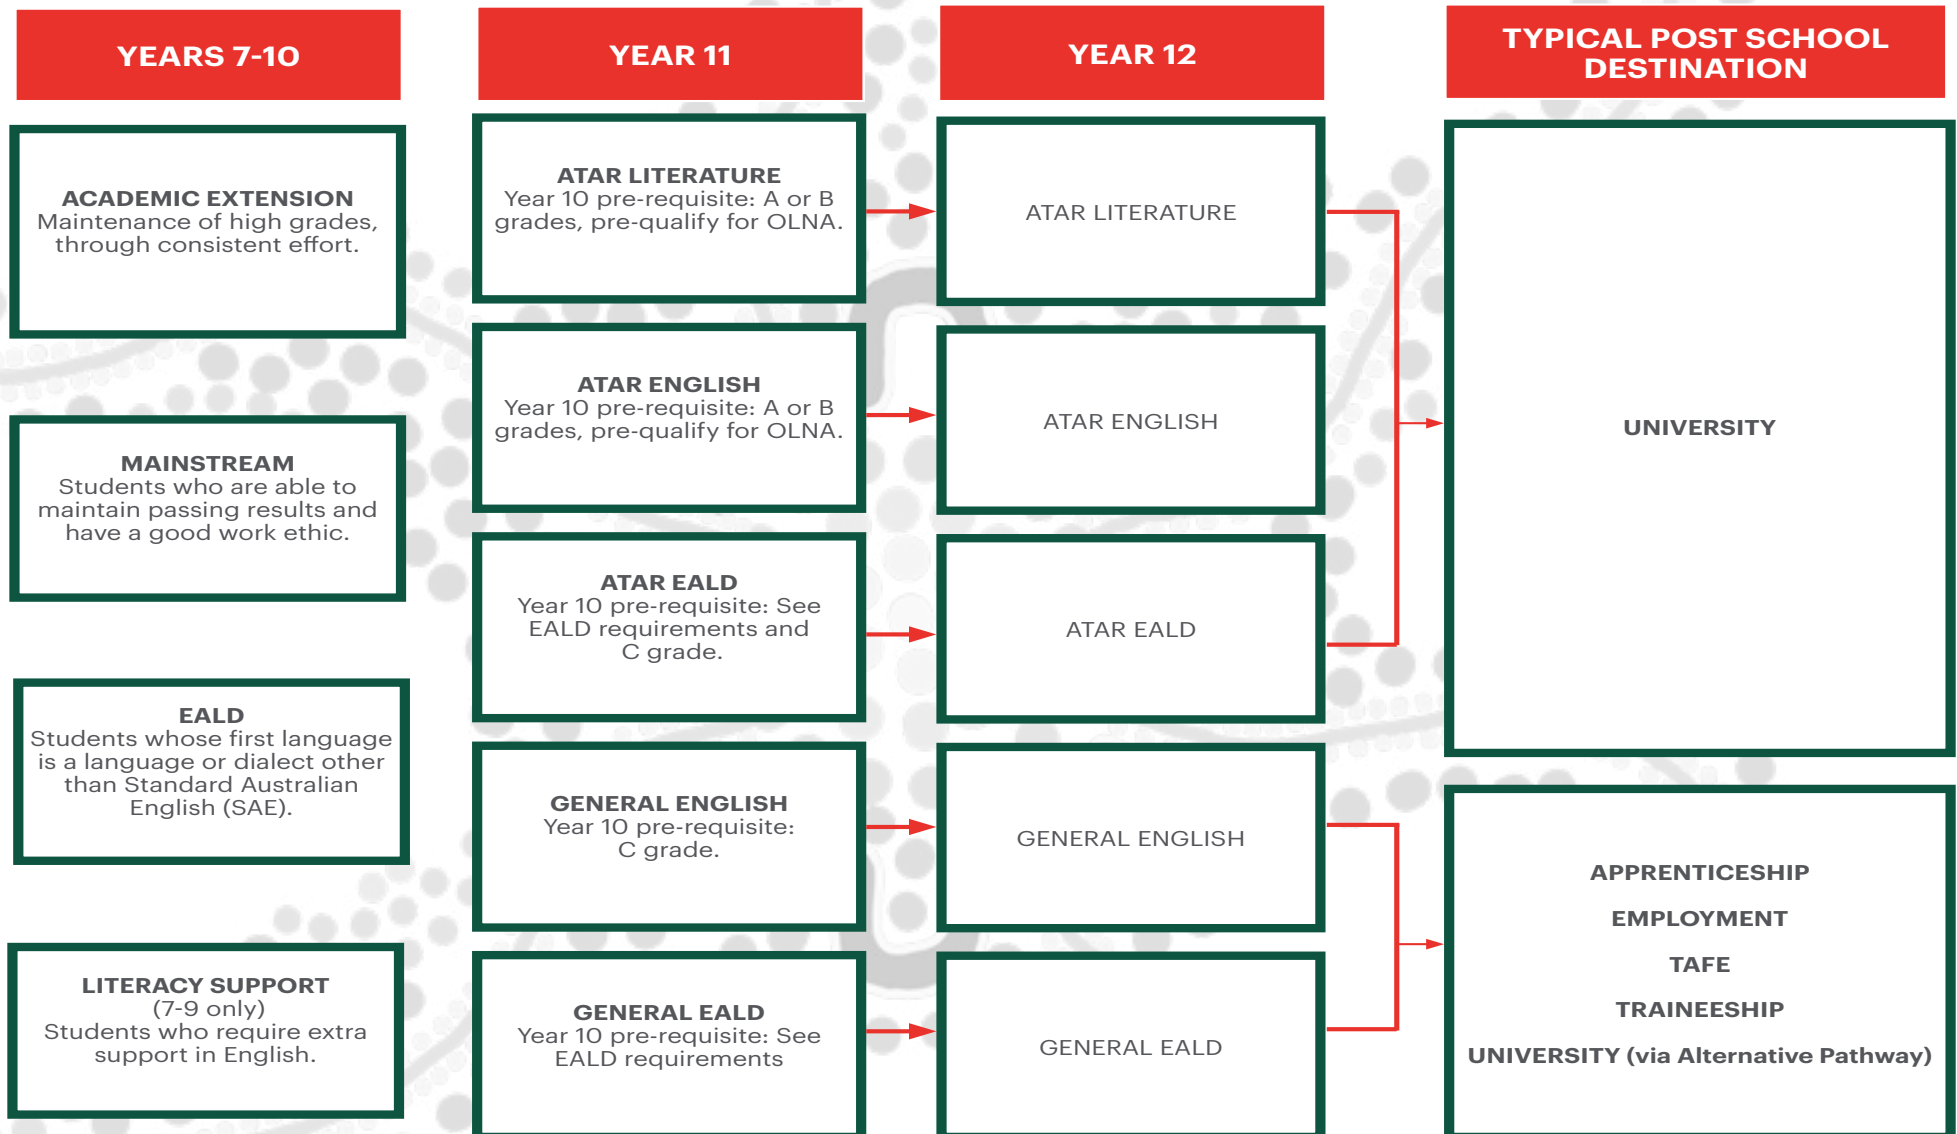 YEARS 7-10
ACADEMIC EXTENSION
Maintenance of high grades,
through consistent effort.
MAINSTREAM
Students who are able to
maintain passing results and
have a good work ethic.
EALD
Students whose first language
is a language or dialect other
than Standard Australian
English (SAE).
LITERACY SUPPORT
(7-9 only)
Students who require extra
support in English.
YEAR 11
ATAR LITERATURE
Year 10 pre-requisite: A or B
grades, pre-qualify for OLNA.
ATAR ENGLISH
Year 10 pre-requisite: A or B
grades, pre-qualify for OLNA.
ATAR EALD
Year 10 pre-requisite: See
EALD requirements and
C grade.
GENERAL ENGLISH
Year 10 pre-requisite:
C grade.
GENERAL EALD
Year 10 pre-requisite: See
EALD requirements
YEAR 12
ATAR LITERATURE
ATAR ENGLISH
ATAR EALD
GENERAL ENGLISH
GENERAL EALD
TYPICAL POST SCHOOL
DESTINATION
UNIVERSITY
APPRENTICESHIP
EMPLOYMENT
TAFE
TRAINEESHIP
UNIVERSITY (via Alternative Pathway)